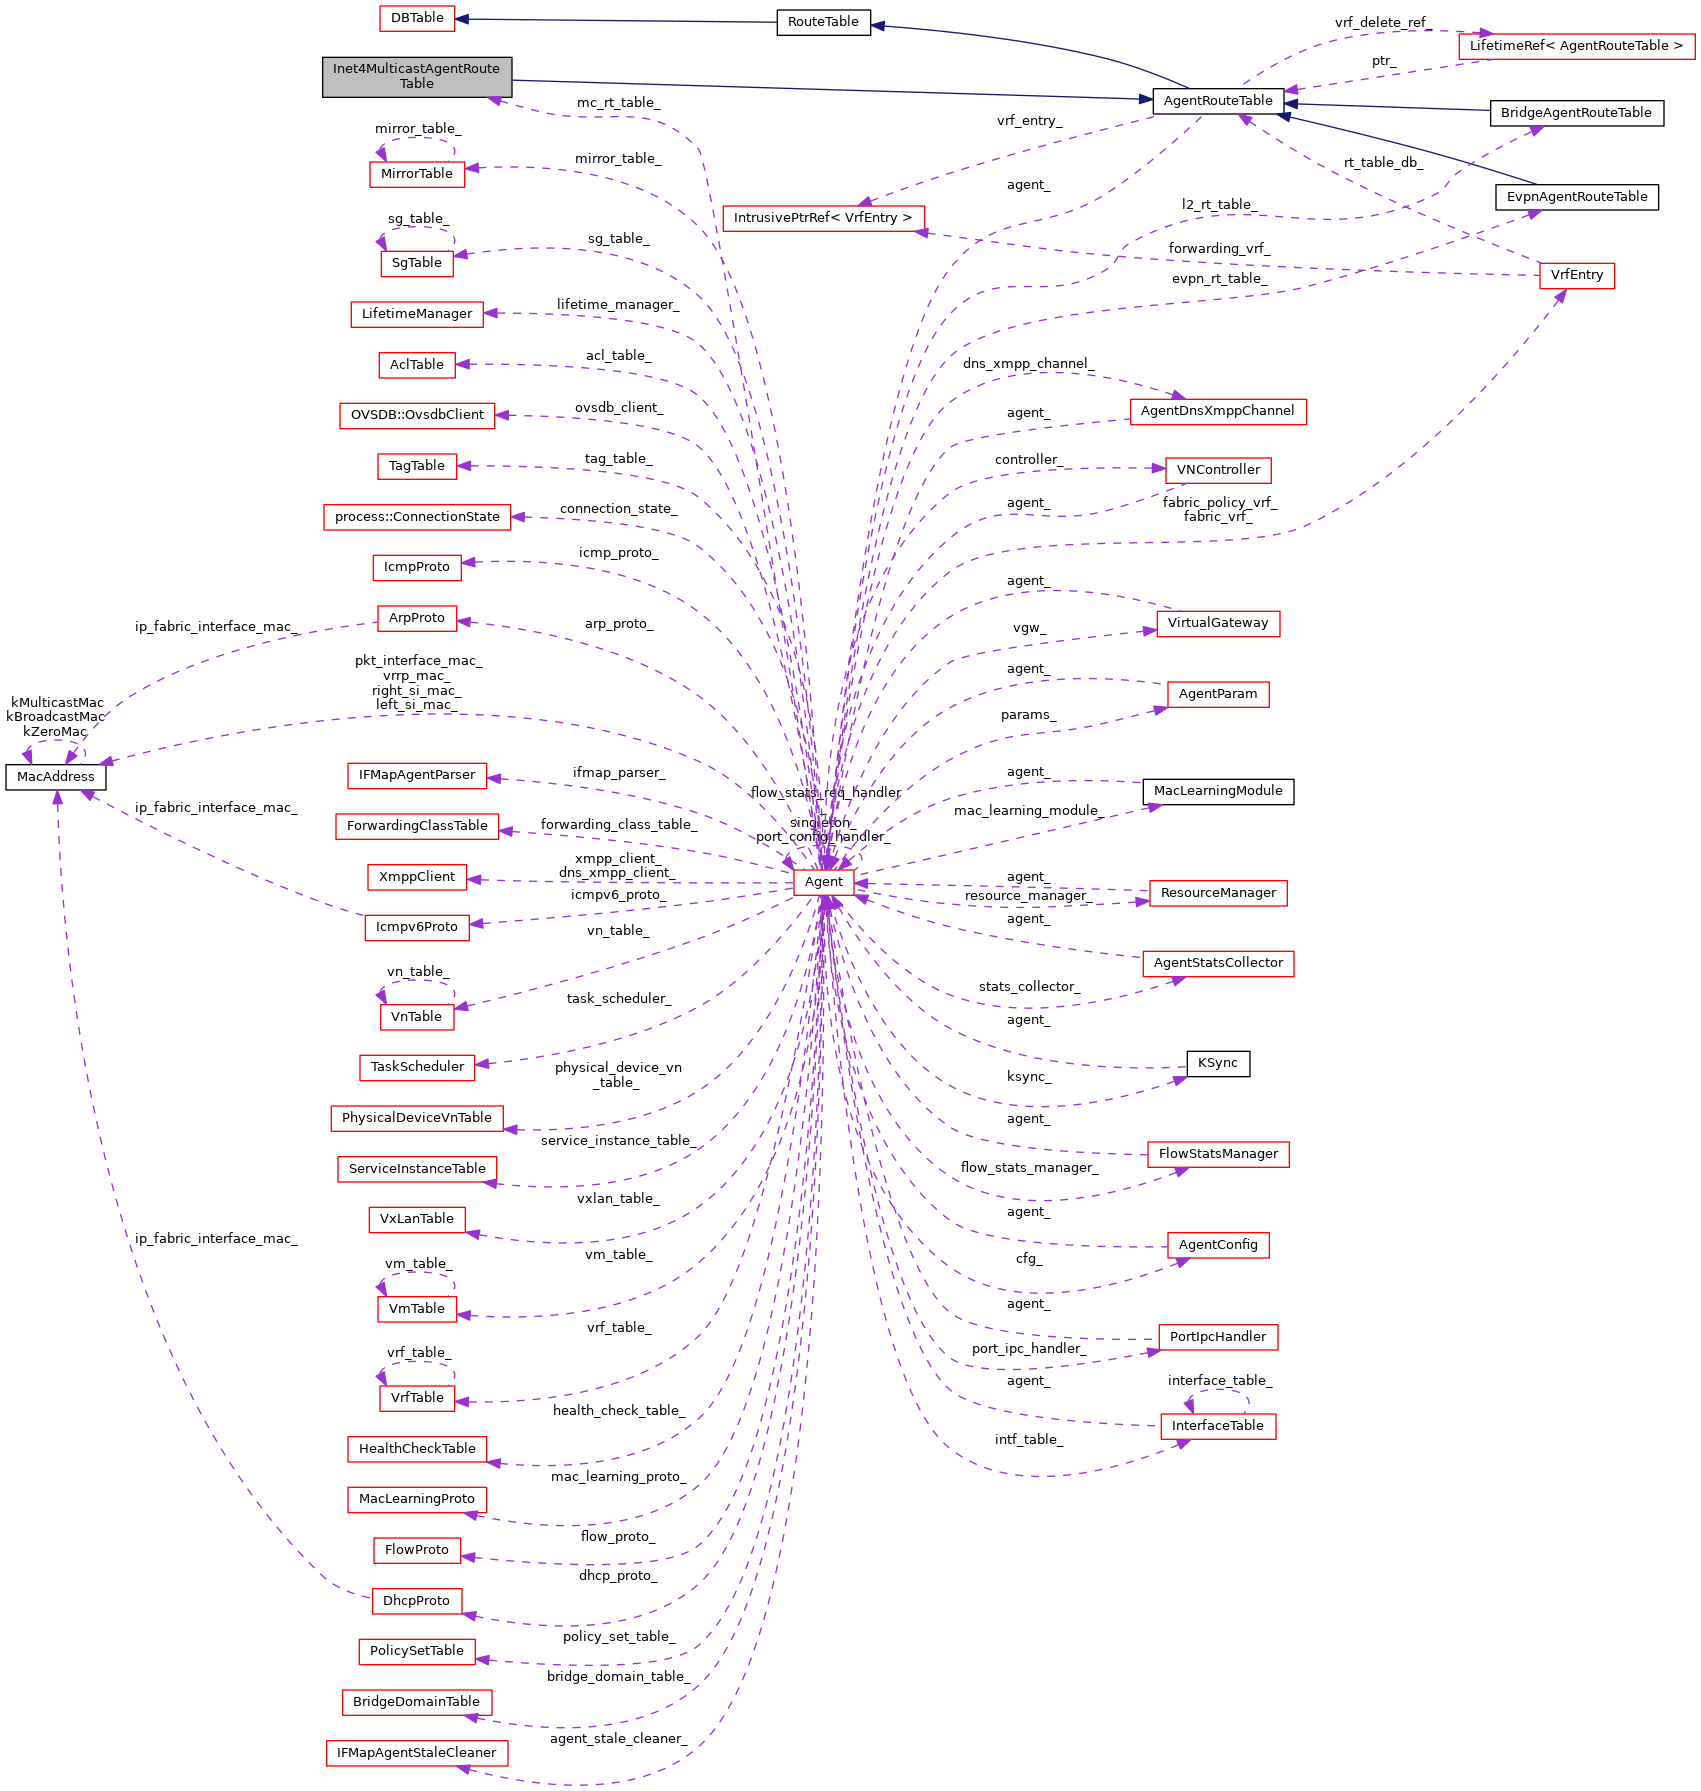 DBTable
RouteTable
vrf_delete_ref_
LifetimeRef< AgentRouteTable >
ptr_
Inet4MulticastAgentRoute
Table
mc_rt_table_
AgentRouteTable
BridgeAgentRouteTable
vrf_entry_
mirror_table_
MirrorTable
mirror_table_
agent_
rt_table_db_
EvpnAgentRouteTable
l2_rt_table_
IntrusivePtrRef< VrfEntry >
sg_table_
SgTable
sg_table_
forwarding_vrf_
evpn_rt_table_
VrfEntry
LifetimeManager
lifetime_manager_
AclTable
acl_table_
dns_xmpp_channel_
AgentDnsXmppChannel
OVSDB::OvsdbClient
ovsdb_client_
agent_
TagTable
tag_table_
controller_
VNController
process::ConnectionState
connection_state_
agent_
fabric_policy_vrf_
fabric_vrf_
IcmpProto
icmp_proto_
agent_
ArpProto
arp_proto_
ip_fabric_interface_mac_
vgw_
VirtualGateway
pkt_interface_mac_
vrrp_mac_
right_si_mac_
left_si_mac_
agent_
AgentParam
params_
kMulticastMac
kBroadcastMac
kZeroMac
MacAddress
IFMapAgentParser
ifmap_parser_
agent_
MacLearningModule
flow_stats_req_handler
_
singleton_
port_config_handler_
mac_learning_module_
ip_fabric_interface_mac_
ForwardingClassTable
forwarding_class_table_
XmppClient
xmpp_client_
dns_xmpp_client_
Agent
agent_
resource_manager_
ResourceManager
icmpv6_proto_
Icmpv6Proto
vn_table_
agent_
AgentStatsCollector
vn_table_
VnTable
stats_collector_
task_scheduler_
TaskScheduler
agent_
KSync
ksync_
physical_device_vn
_table_
PhysicalDeviceVnTable
agent_
service_instance_table_
ServiceInstanceTable
FlowStatsManager
flow_stats_manager_
vxlan_table_
VxLanTable
agent_
AgentConfig
cfg_
ip_fabric_interface_mac_
vm_table_
vm_table_
VmTable
agent_
PortIpcHandler
port_ipc_handler_
vrf_table_
vrf_table_
VrfTable
agent_
interface_table_
InterfaceTable
intf_table_
health_check_table_
HealthCheckTable
mac_learning_proto_
MacLearningProto
flow_proto_
FlowProto
dhcp_proto_
DhcpProto
policy_set_table_
PolicySetTable
bridge_domain_table_
BridgeDomainTable
agent_stale_cleaner_
IFMapAgentStaleCleaner